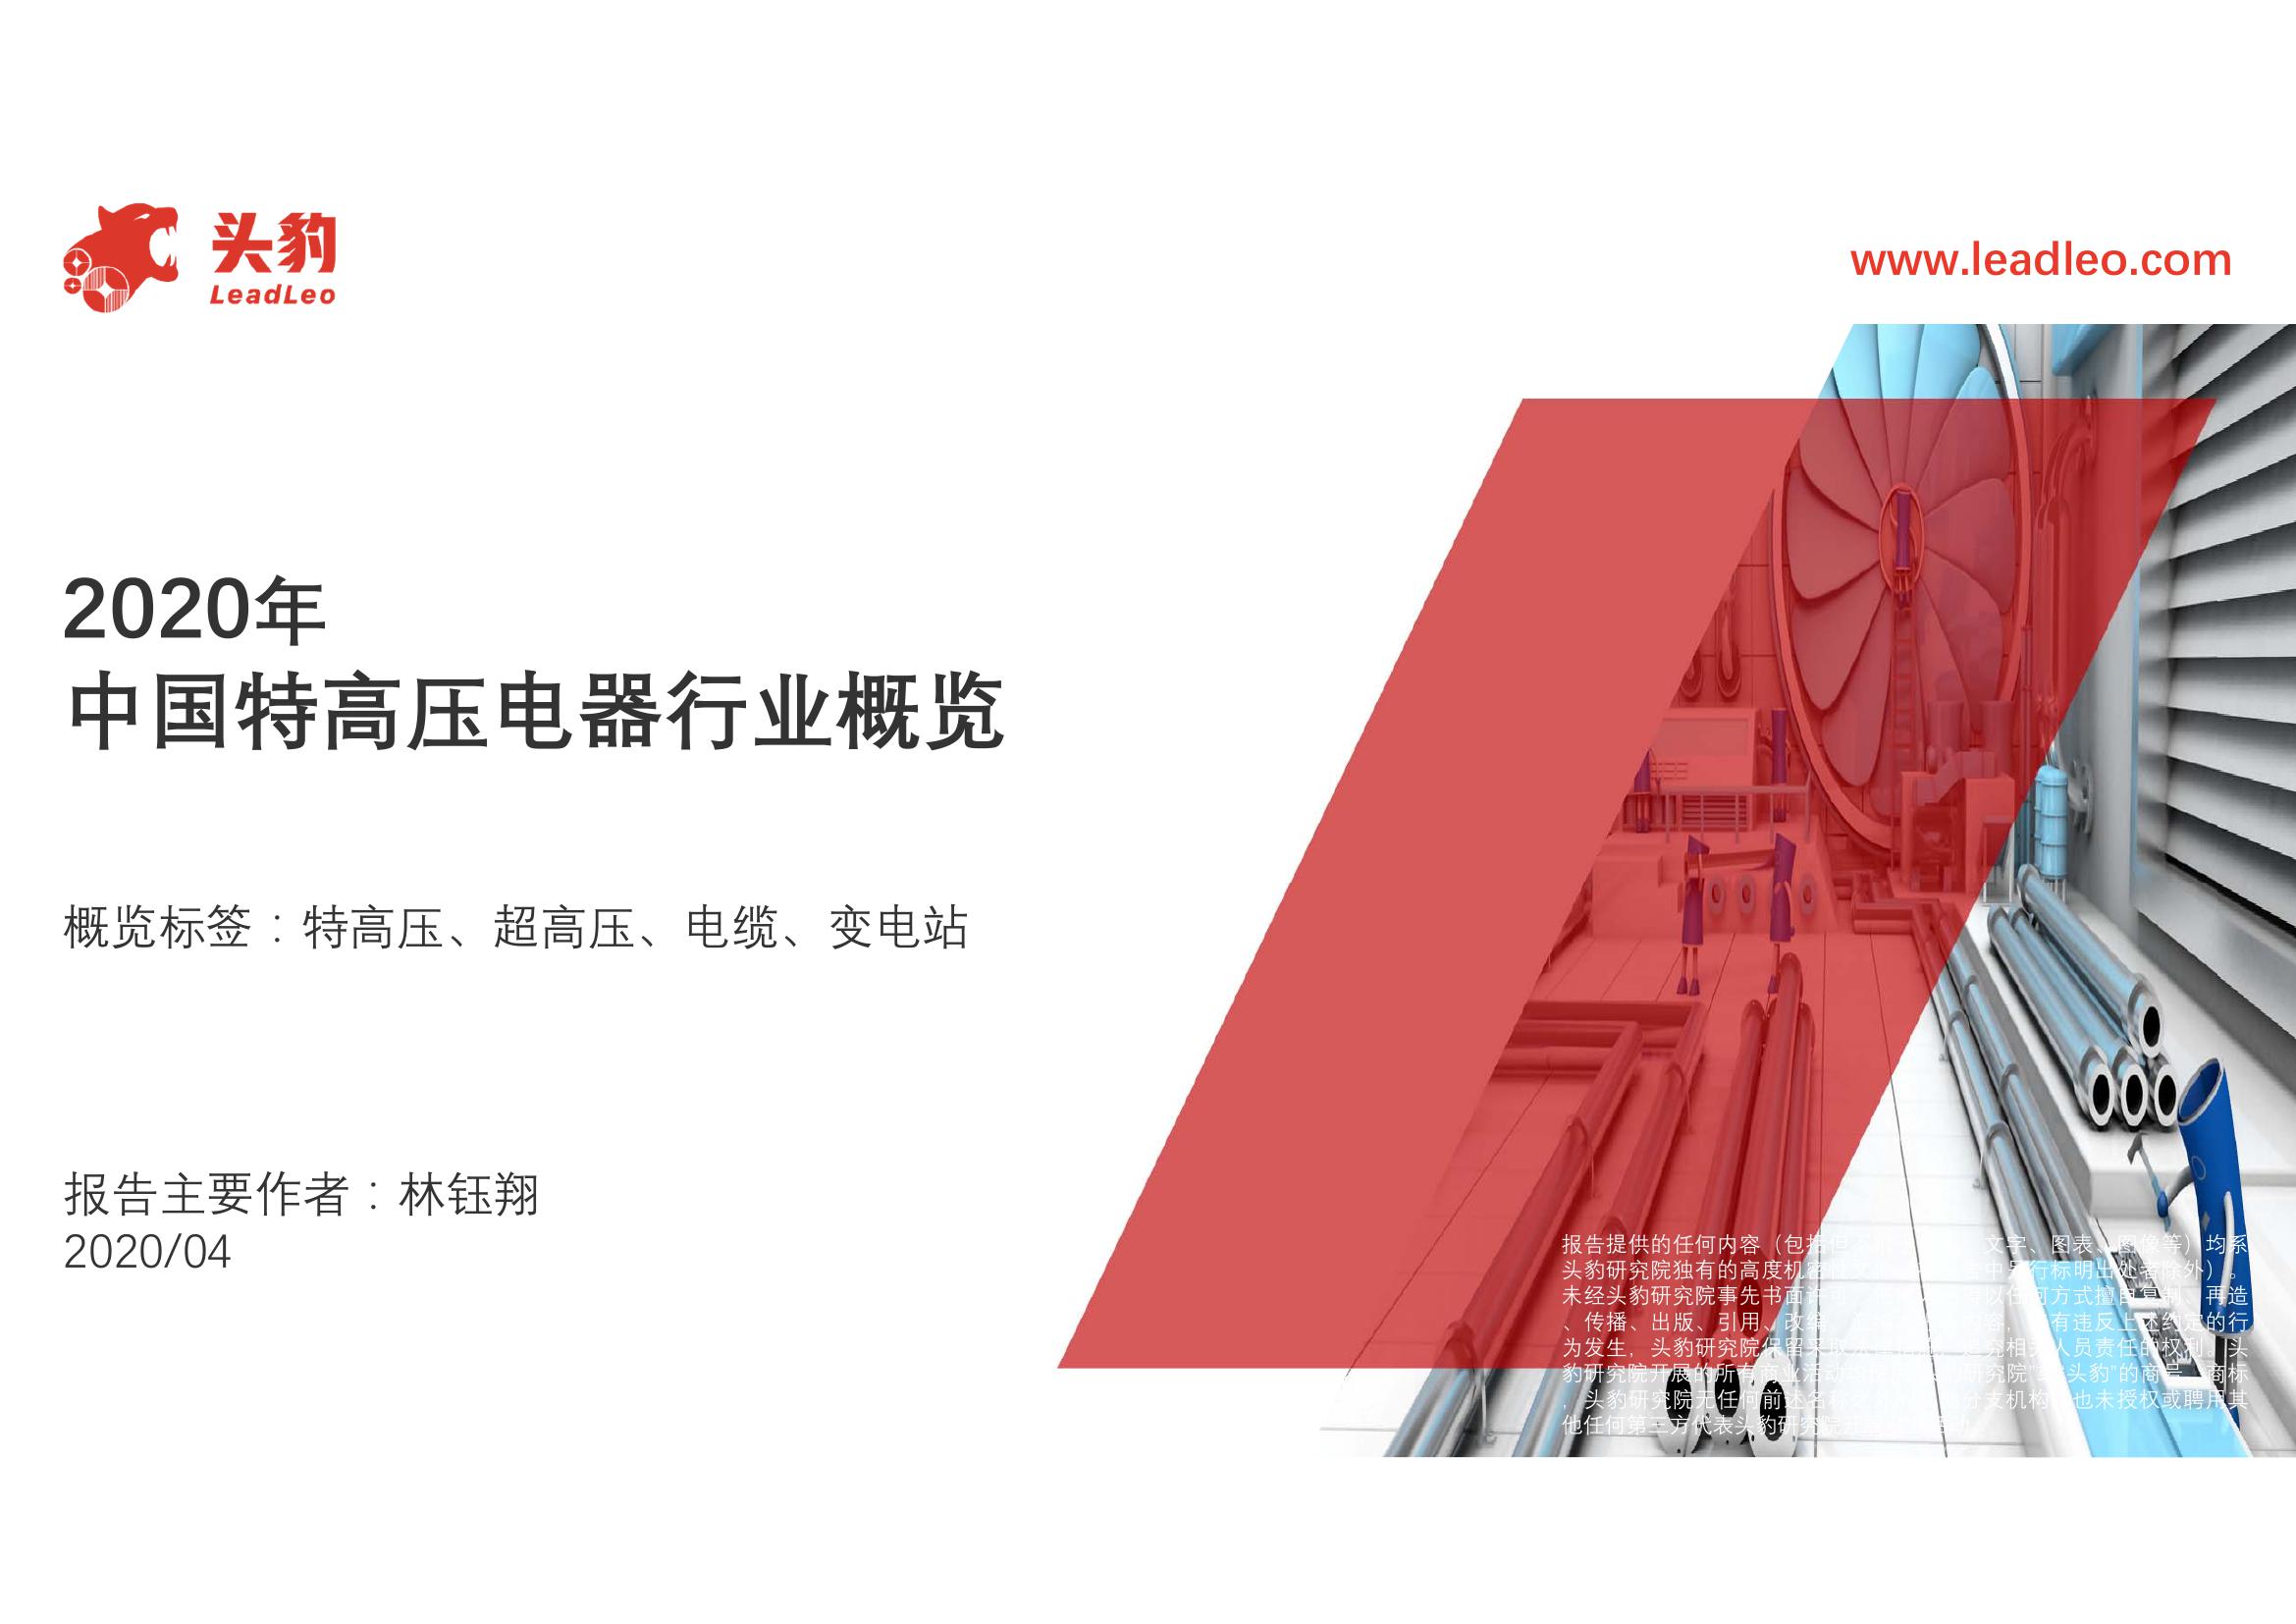 头豹
LeadLeo
www.leadleo.com
2020年
中国特高压电器行业概览
概览标签：特高压、超高压、电缆、变电站
报告主要作者：林钰翔
2020/04
报告提供的任何内容（包括但 文字、图表、图像等）均系
头豹研究院独有的高度机密 中另行标明出处者除外）。
未经头豹研究院事先书面许可 以任何方式擅自复制、再造
、传播、出版、引用、改编、 有违反上述约定的行
为发生，头豹研究院保留采取 追究相关人员责任的权利。头
豹研究院开展的所有商业活动 研究院”或“头豹”的商号、商标
，头豹研究院无任何前述名称 分支机构，也未授权或聘用其
他任何第三方代表头豹研究院